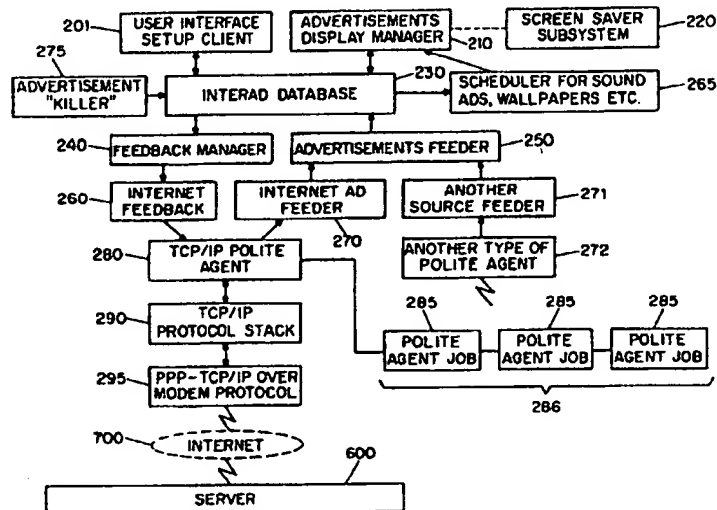 201
USER INTERFACE
SETUP CLIENT
ADVERTISEMENTS
DISPLAY MANAGER
210
SCREEN SAVER
SUBSYSTEM
220
275
ADVERTISEMENT
"KILLER"
230
INTERAD DATABASE
SCHEDULER FOR SOUND
ADS, WALLPAPERS ETC.
265
240
FEEDBACK MANAGER
ADVERTISEMENTS FEEDER
250
260
INTERNET
FEEDBACK
INTERNET AD
FEEDER
270
ANOTHER
SOURCE FEEDER
271
280
TCP/IP POLITE
AGENT
ANOTHER TYPE OF
POLITE AGENT
272
290
TCP/IP
PROTOCOL STACK
285
285
285
POLITE
AGENT JOB
POLITE
AGENT JOB
POLITE
AGENT JOB
286
295
PPP-TCP/IP OVER
MODEM PROTOCOL
700
INTERNET
600
SERVER